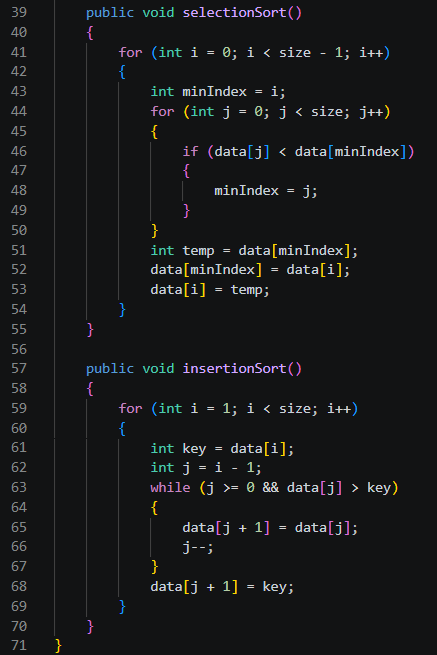 39 public void selectionSort()
40 {
41 for (int i = 0; i < size - 1; i++)
42 {
43 int minIndex = i;
44 for (int j = 0; j < size; j++)
45 {
46 if (data[j] < data[minIndex])
47 {
48 minIndex = j;
49 }
50 }
51 int temp = data[minIndex];
52 data[minIndex] = data[i];
53 data[i] = temp;
54 }
55 }
56
57 public void insertionSort()
58 {
59 for (int i = 1; i < size; i++)
60 {
61 int key = data[i];
62 int j = i - 1;
63 while (j >= 0 && data[j] > key)
64 {
65 data[j + 1] = data[j];
66 j--;
67 }
68 data[j + 1] = key;
69 }
70 }
71 }